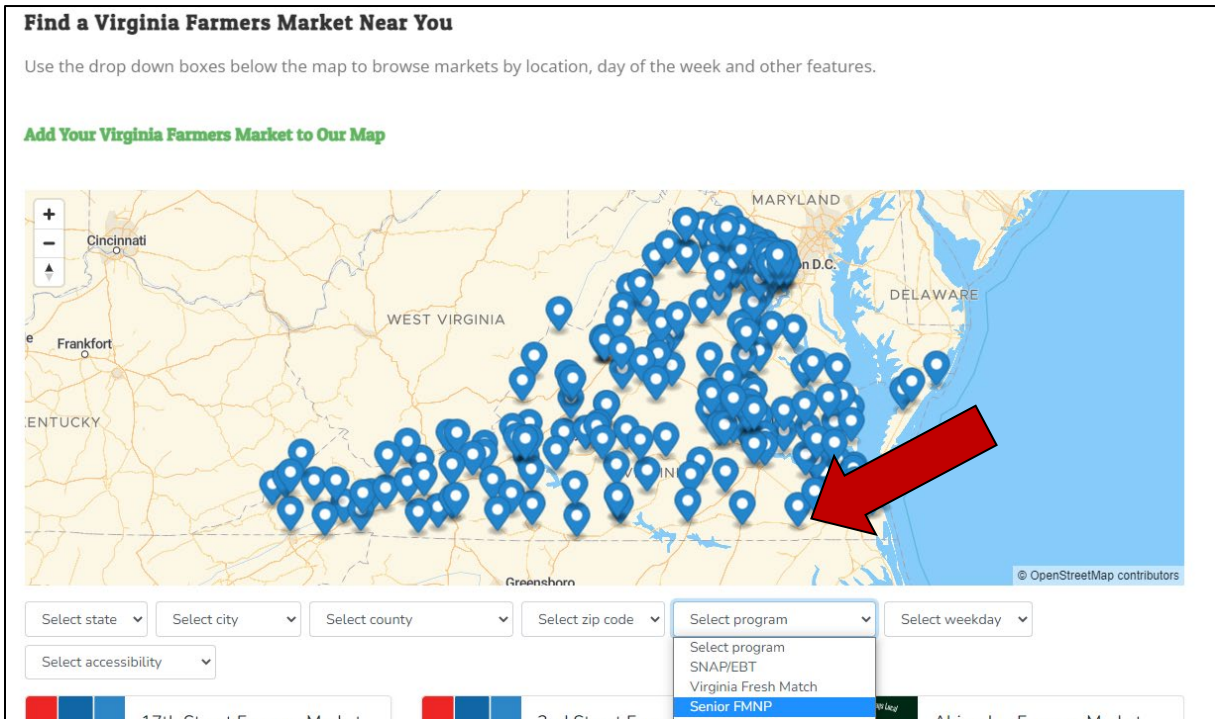 Find a Virginia Farmers Market Near You
Use the drop down boxes below the map to browse markets by location, day of the week and other features.
Add Your Virginia Farmers Market to Our Map
MARYLAND
+
−
Cincinnati
n D.C.
DELAWARE
WEST VIRGINIA
e
Frankfort
ENTUCKY
Greensboro
© OpenStreetMap contributors
Select state
Select city
Select county
Select zip code
Select program
Select weekday
Select program
Select accessibility
SNAP/EBT
Virginia Fresh Match
Senior FMNP